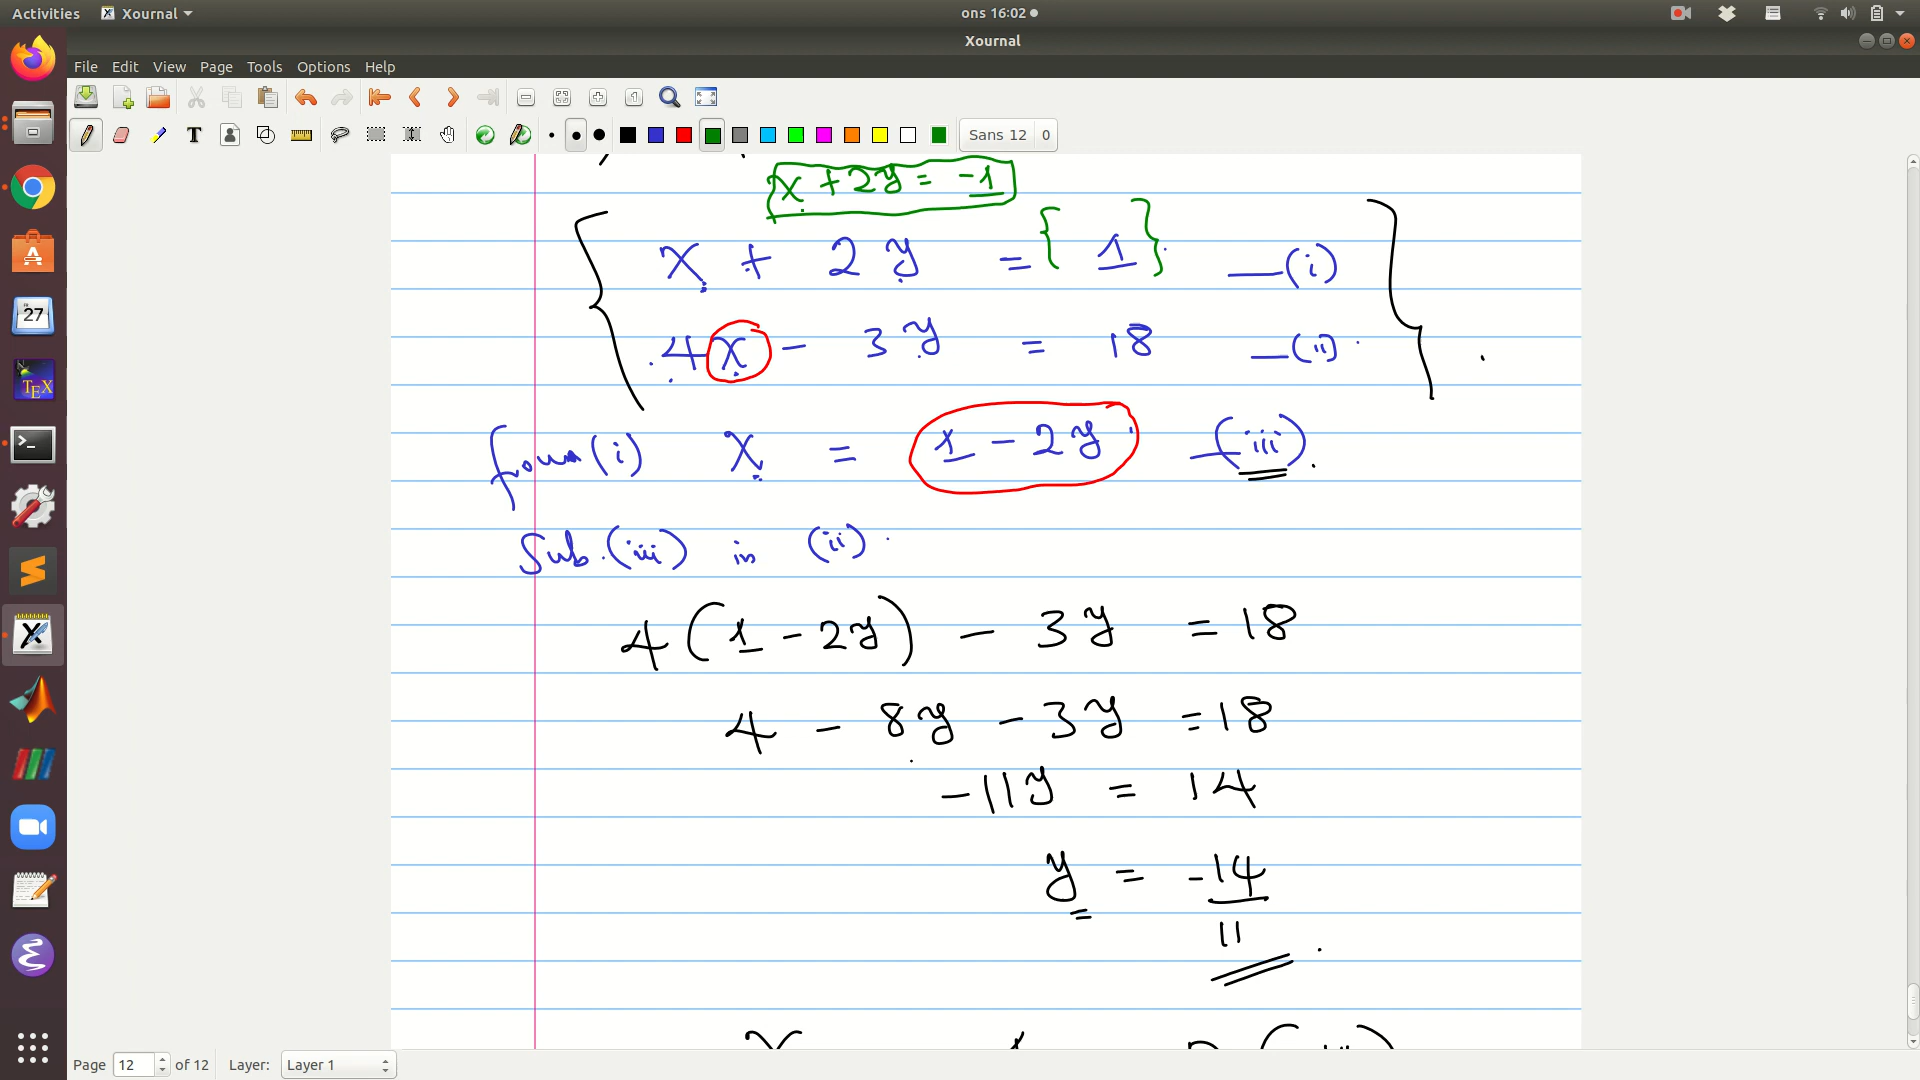 Activities Xournal ons 16:02
Xournal
File Edit View Page Tools Options Help
Sans 12 0
x + 2y = -1
x + 2y = { 1 } —(i)
4x - 3y = 18 —(ii)
from (i) x = 1 - 2y —(iii).
Sub. (iii) in (ii).
4(1 - 2y) - 3y = 18
4 - 8y - 3y = 18
-11y = 14
y = -14
11
27
TEX
Page 12 of 12 Layer: Layer 1